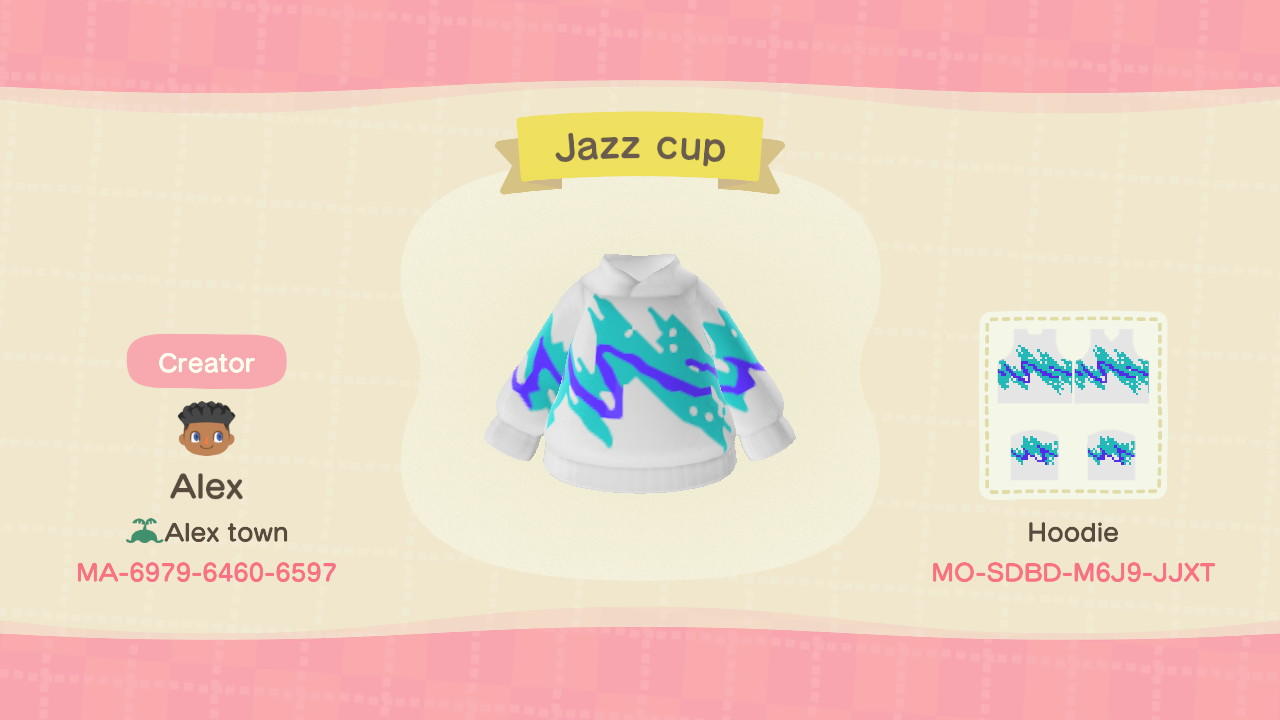 Jazz cup
Creator
Alex
Alex town
MA-6979-6460-6597
Hoodie
MO-SDBD-M6J9-JJXT